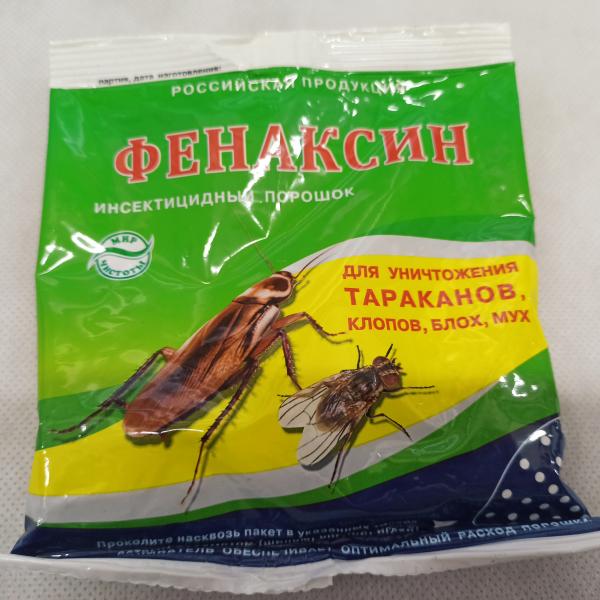 партия, дата изготовления:
РОССИЙСКАЯ ПРОДУКЦИЯ
ФЕНАКСИН
ИНСЕКТИЦИДНЫЙ ПОРОШОК
МИР
ЧИСТОТЫ
ДЛЯ УНИЧТОЖЕНИЯ
ТАРАКАНОВ,
КЛОПОВ, БЛОХ, МУХ
Проколите насквозь пакет в указанных
ОБЕСПЕЧИВАЕТ ОПТИМАЛЬНЫЙ РАСХОД ПОРОШКА